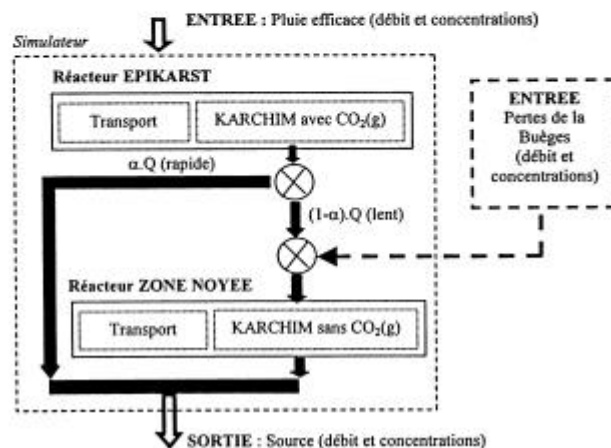 ENTREE : Pluie efficace (débit et concentrations)
Simulateur
Réacteur EPIKARST
Transport
KARCHIM avec CO₂(g)
α.Q (rapide)
(1-α).Q (lent)
ENTREE
Pertes de la
Buèges
(débit et
concentrations)
Réacteur ZONE NOYEE
Transport
KARCHIM sans CO₂(g)
SORTIE : Source (débit et concentrations)